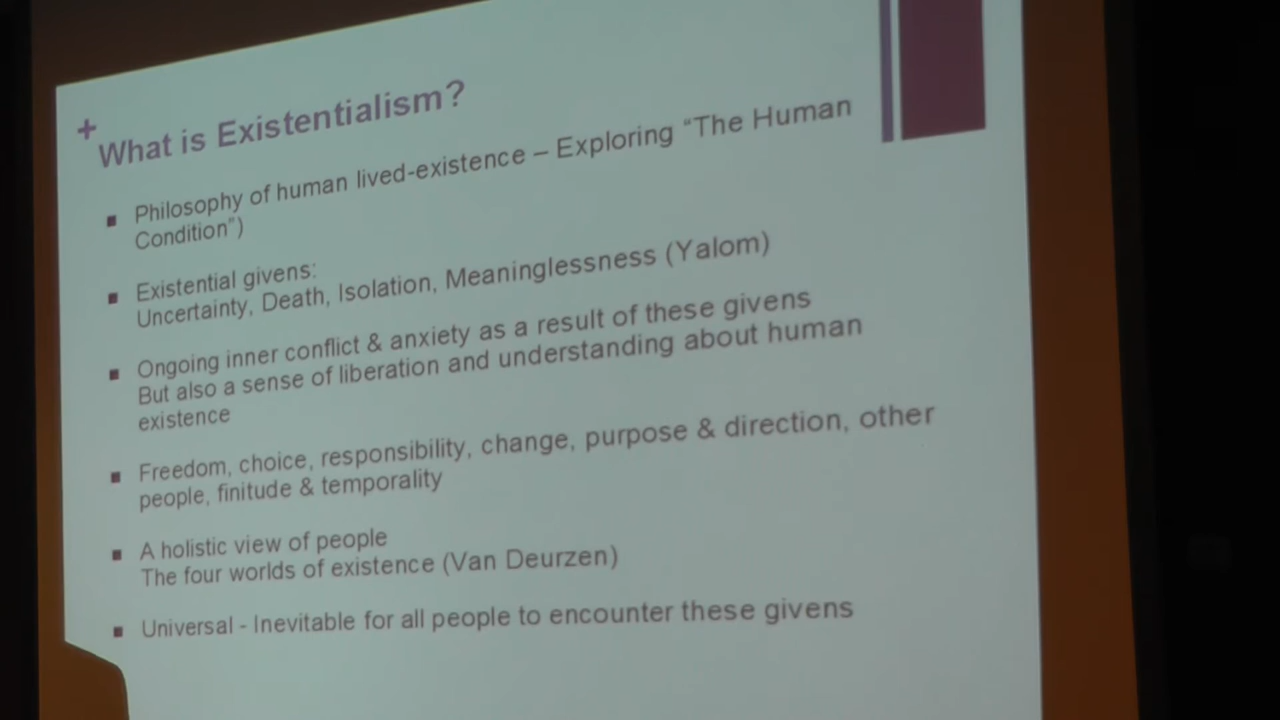 +
What is Existentialism?
▪ Philosophy of human lived-existence – Exploring “The Human
Condition”)
▪ Existential givens:
Uncertainty, Death, Isolation, Meaninglessness (Yalom)
▪ Ongoing inner conflict & anxiety as a result of these givens
But also a sense of liberation and understanding about human
existence
▪ Freedom, choice, responsibility, change, purpose & direction, other
people, finitude & temporality
▪ A holistic view of people
The four worlds of existence (Van Deurzen)
▪ Universal - Inevitable for all people to encounter these givens